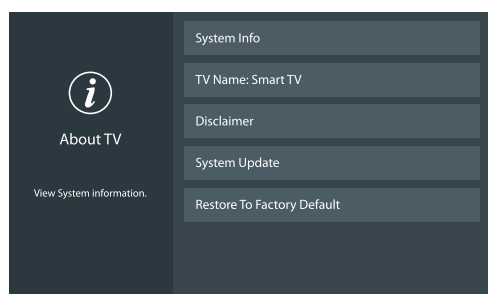 About TV
View System information.
System Info
TV Name: Smart TV
Disclaimer
System Update
Restore To Factory Default